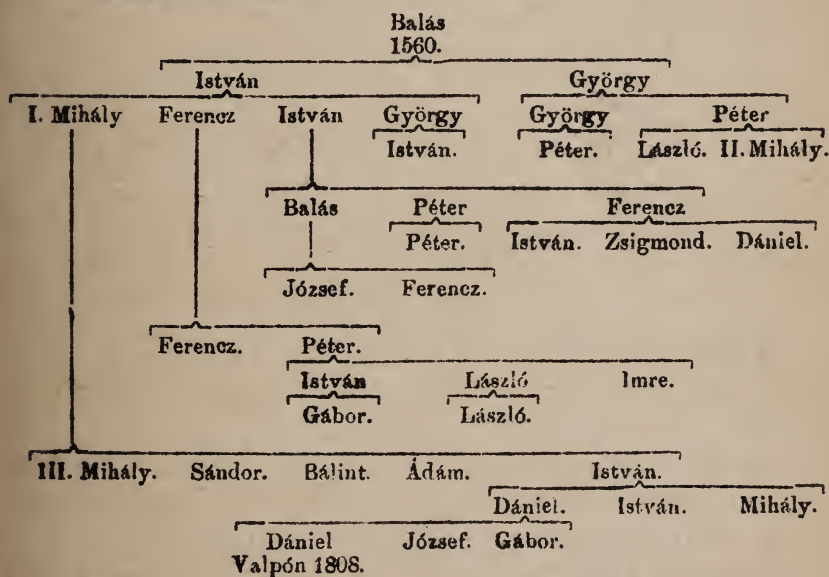 Balás
1560.
István György
I. Mihály Ferencz István György György Péter
István. Péter. László. II. Mihály.
Balás Péter Ferencz
Péter. István. Zsigmond. Dániel.
József. Ferencz.
Ferencz. Péter.
István László Imre.
Gábor. László.
III. Mihály. Sándor. Bálint. Ádám. István.
Dániel. István. Mihály.
Dániel József. Gábor.
Valpón 1808.